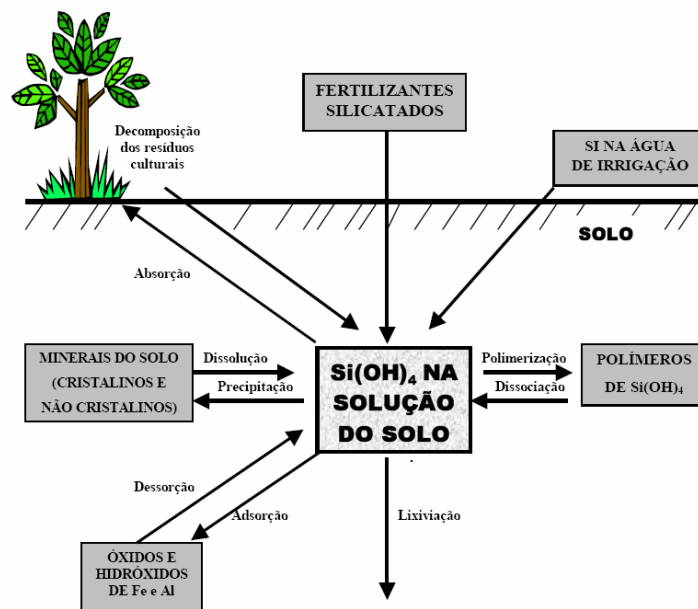 FERTILIZANTES
SILICATADOS
Decomposição
dos resíduos
culturais
SI NA ÁGUA
DE IRRIGAÇÃO
SOLO
Absorção
MINERAIS DO SOLO
(CRISTALINOS E
NÃO CRISTALINOS)
Dissolução
Precipitação
Si(OH)₄ NA
SOLUÇÃO
DO SOLO
Polimerização
Dissociação
POLÍMEROS
DE Si(OH)₄
Dessorção
Adsorção
Lixiviação
ÓXIDOS E
HIDRÓXIDOS
DE Fe e Al